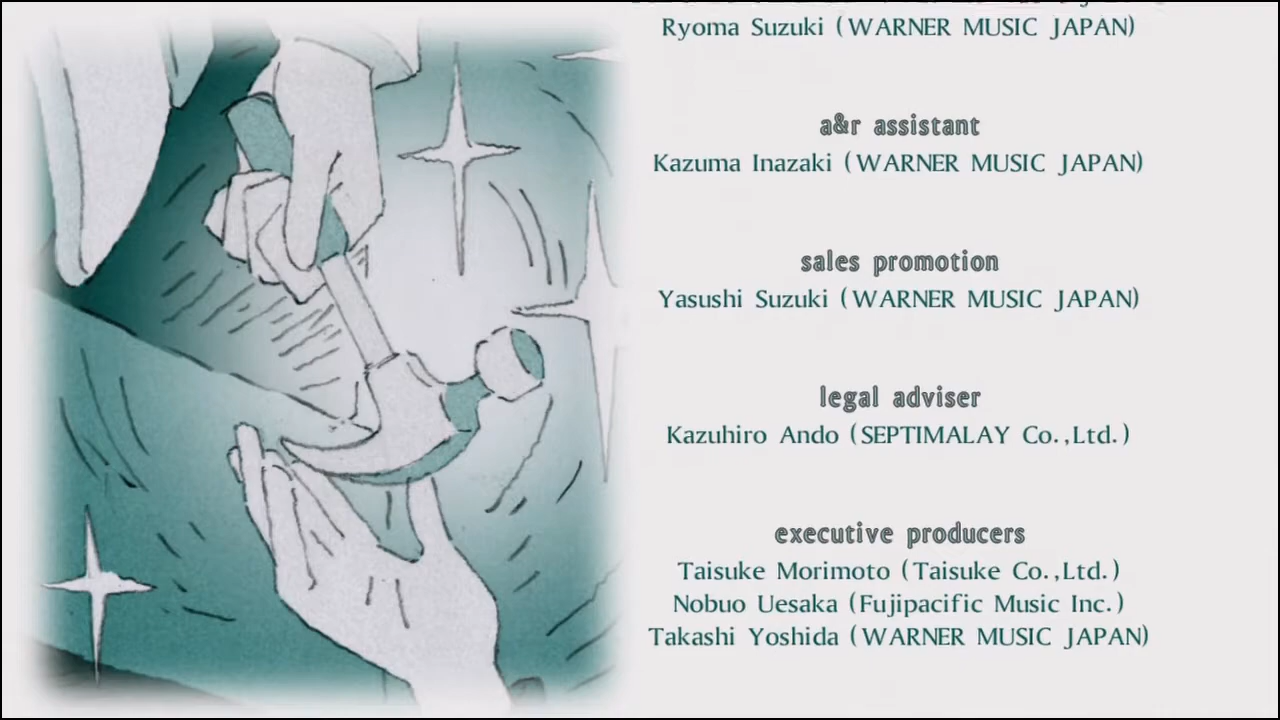 Ryoma Suzuki (WARNER MUSIC JAPAN)
a&r assistant
Kazuma Inazaki (WARNER MUSIC JAPAN)
sales promotion
Yasushi Suzuki (WARNER MUSIC JAPAN)
legal adviser
Kazuhiro Ando (SEPTIMALAY Co.,Ltd.)
executive producers
Taisuke Morimoto (Taisuke Co.,Ltd.)
Nobuo Uesaka (Fujipacific Music Inc.)
Takashi Yoshida (WARNER MUSIC JAPAN)